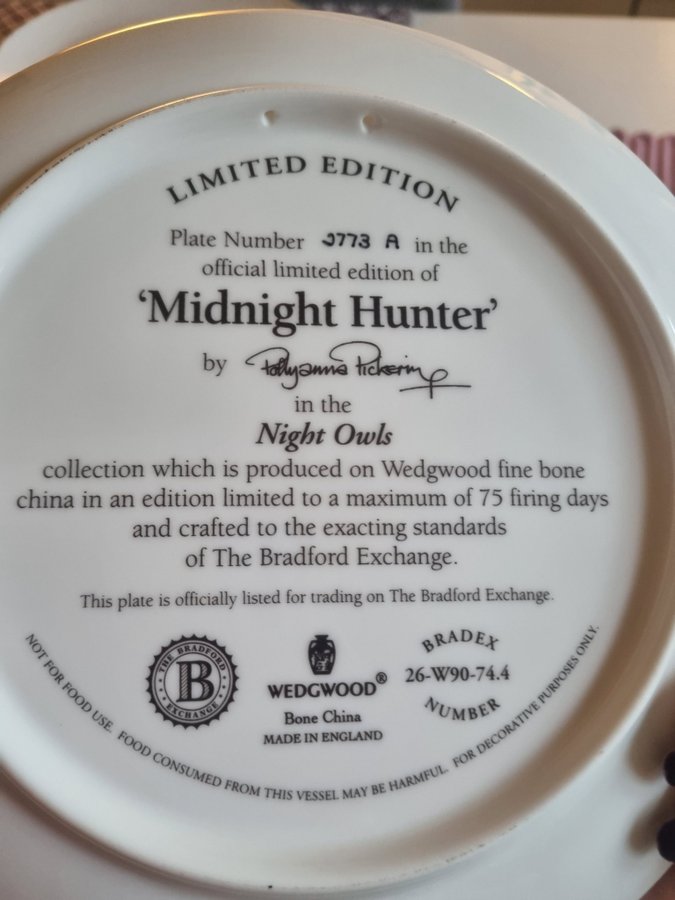 LIMITED EDITION
Plate Number 3773 A in the
official limited edition of
‘Midnight Hunter’
by Pollyanna Pickering
in the
Night Owls
collection which is produced on Wedgwood fine bone
china in an edition limited to a maximum of 75 firing days
and crafted to the exacting standards
of The Bradford Exchange.
This plate is officially listed for trading on The Bradford Exchange.
THE BRADFORD
B
EXCHANGE
WEDGWOOD®
Bone China
MADE IN ENGLAND
BRADEX
26-W90-74.4
NUMBER
NOT FOR FOOD USE. FOOD CONSUMED FROM THIS VESSEL MAY BE HARMFUL. FOR DECORATIVE PURPOSES ONLY.